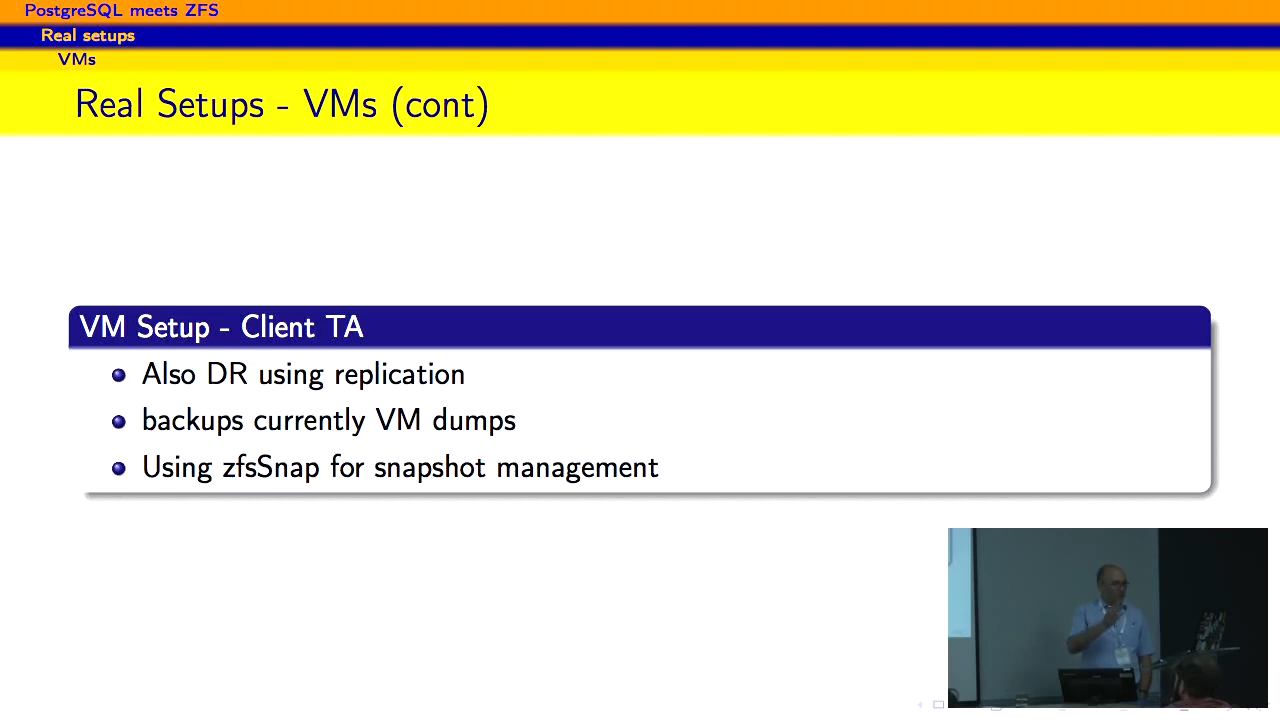 PostgreSQL meets ZFS
Real setups
VMs
Real Setups - VMs (cont)
VM Setup - Client TA
Also DR using replication
backups currently VM dumps
Using zfsSnap for snapshot management